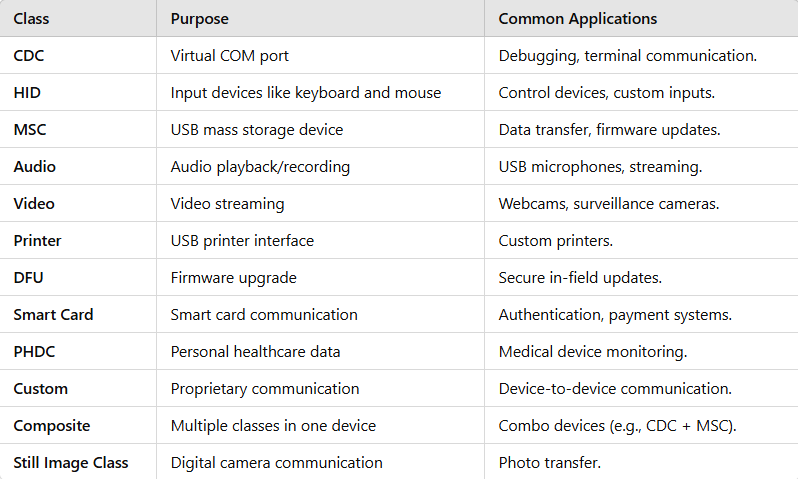 Class Purpose Common Applications
CDC Virtual COM port Debugging, terminal communication.
HID Input devices like keyboard and mouse Control devices, custom inputs.
MSC USB mass storage device Data transfer, firmware updates.
Audio Audio playback/recording USB microphones, streaming.
Video Video streaming Webcams, surveillance cameras.
Printer USB printer interface Custom printers.
DFU Firmware upgrade Secure in-field updates.
Smart Card Smart card communication Authentication, payment systems.
PHDC Personal healthcare data Medical device monitoring.
Custom Proprietary communication Device-to-device communication.
Composite Multiple classes in one device Combo devices (e.g., CDC + MSC).
Still Image Class Digital camera communication Photo transfer.